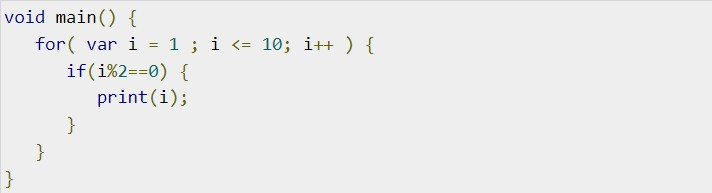 void main() {
for( var i = 1 ; i <= 10; i++ ) {
if(i%2==0) {
print(i);
}
}
}